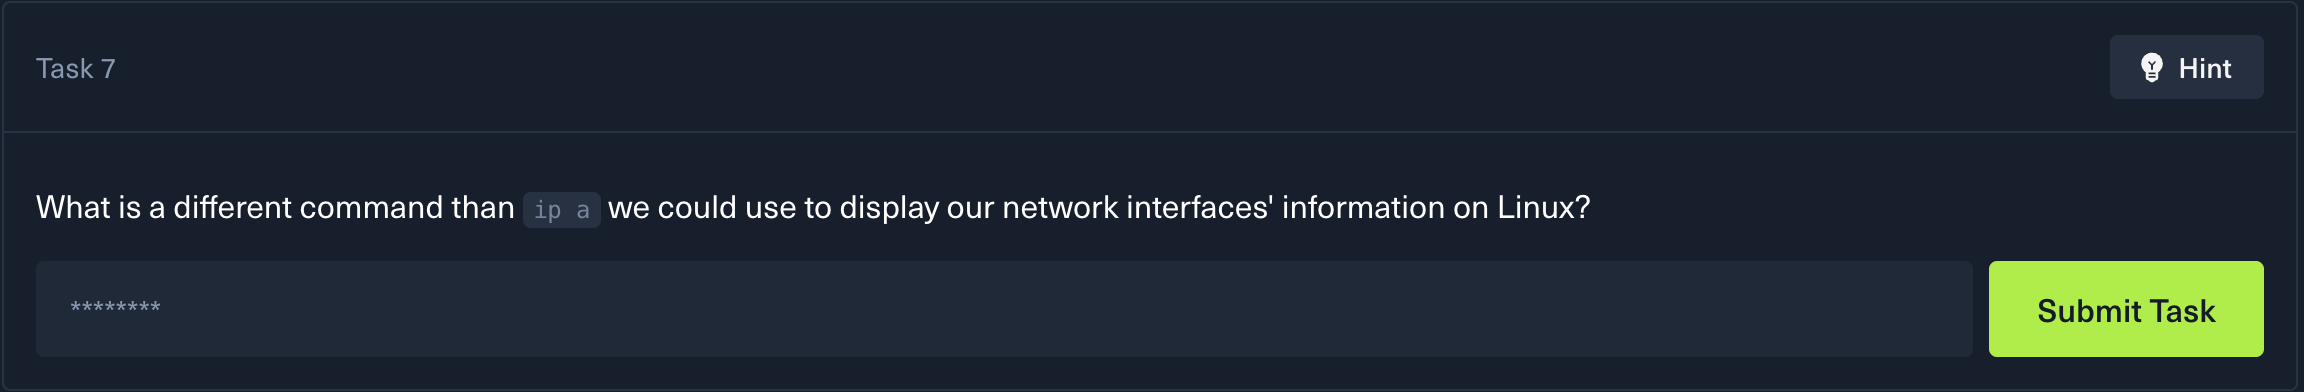 Task 7
Hint
What is a different command than ip a we could use to display our network interfaces' information on Linux?
********
Submit Task